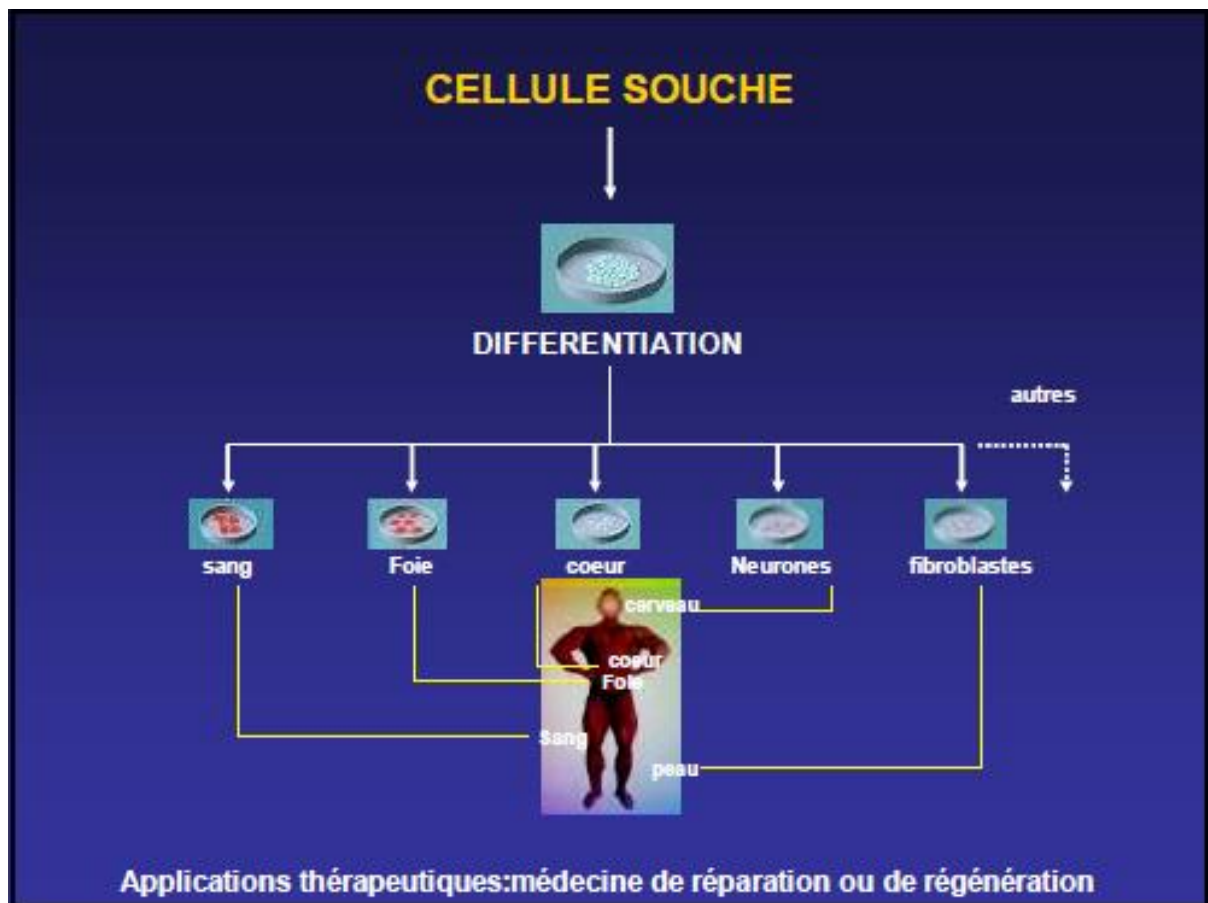 CELLULE SOUCHE
DIFFERENTIATION
autres
sang
Foie
coeur
Neurones
fibroblastes
cerveau
coeur
Foie
Sang
peau
Applications thérapeutiques:médecine de réparation ou de régénération